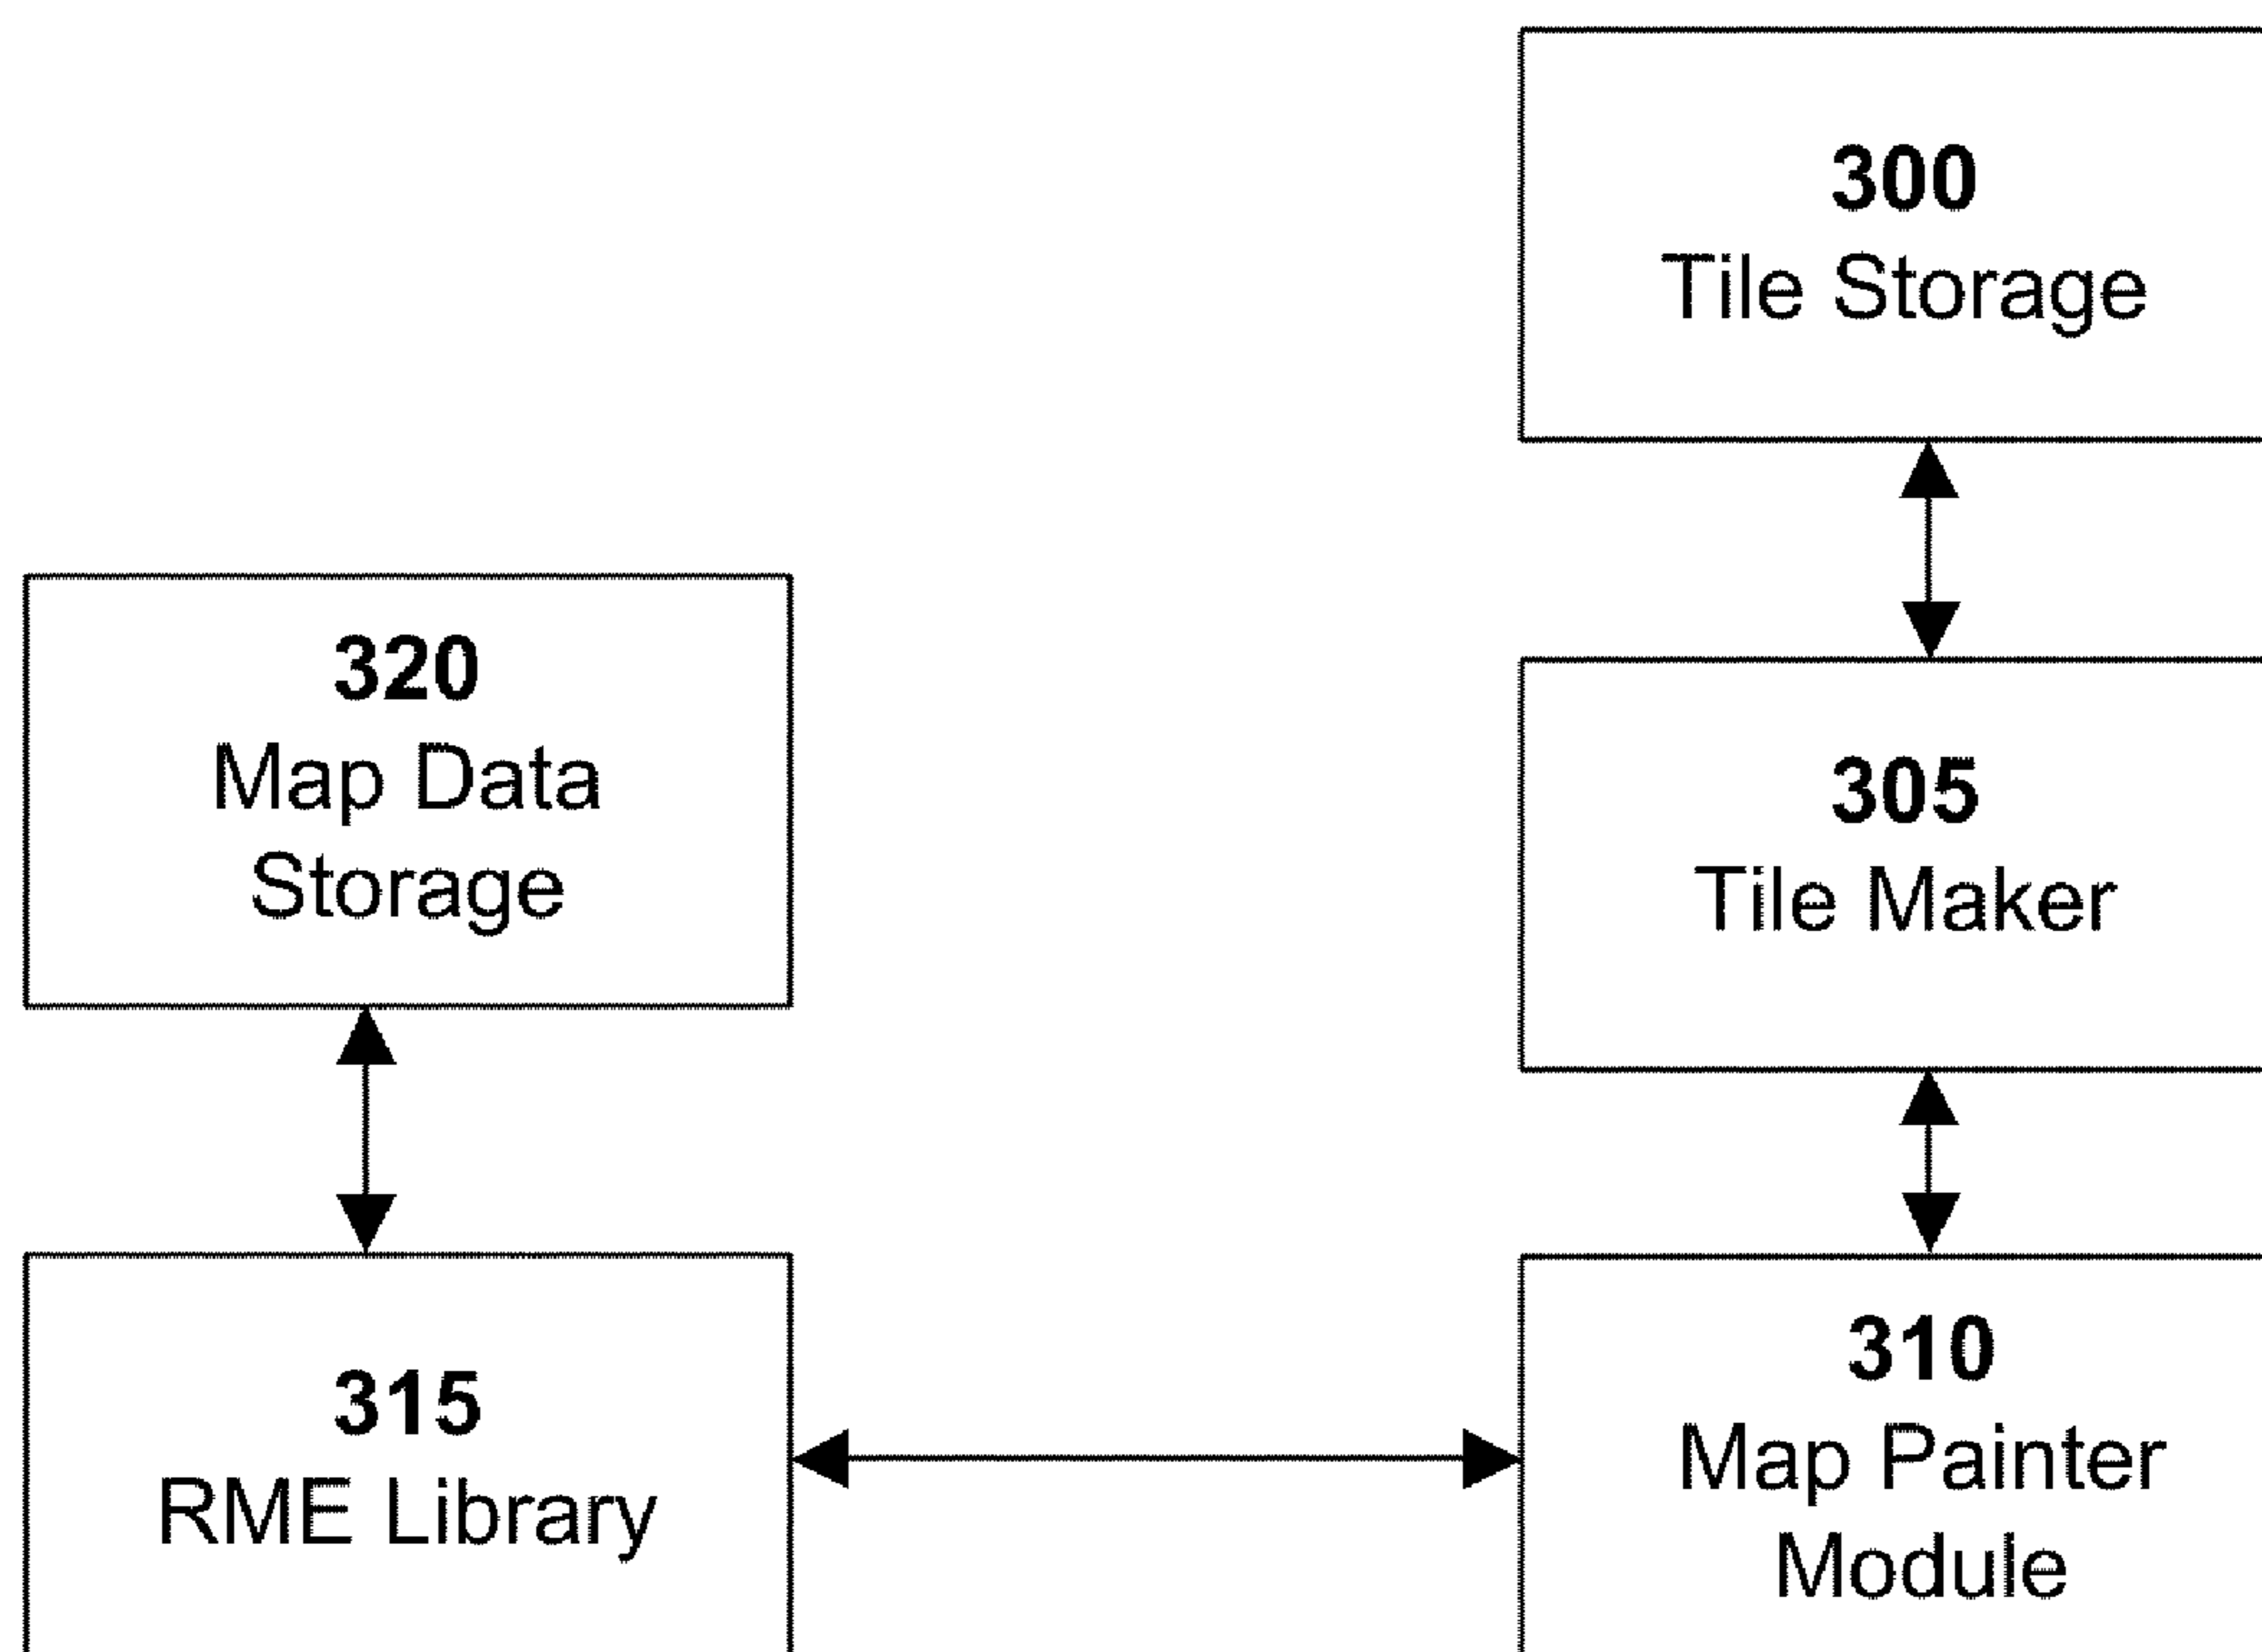 300
Tile Storage
320
Map Data
Storage
305
Tile Maker
315
RME Library
310
Map Painter
Module